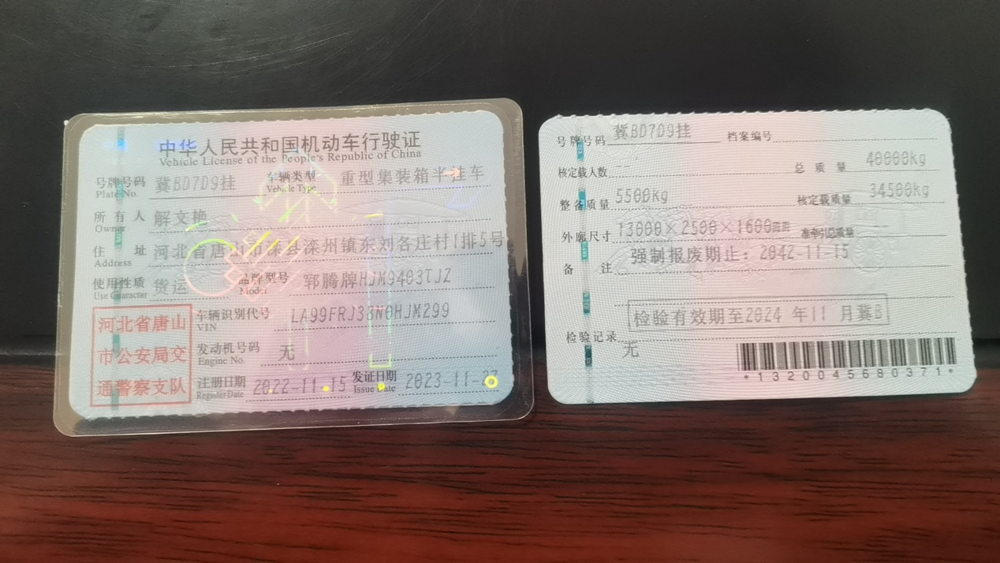 中华人民共和国机动车行驶证
Vehicle License of the People's Republic of China
号牌号码 冀BD7D9挂 车辆类型 重型集装箱半挂车
Plate No. Vehicle Type
所有人 解文艳
Owner
住址 河北省唐山市滦县滦州镇东刘各庄村1排5号
Address
使用性质 货运 品牌型号 郓腾牌HJM9403TJZ
Use Character Model
河北省唐山市公安局交通警察支队
车辆识别代号 LA99FRJ38N0HJM299
VIN
发动机号码 无
Engine No.
注册日期 2022-11-15 发证日期 2023-11-27
Register Date Issue Date
号牌号码 冀BD7D9挂 档案编号
核定载人数 -- 总质量 40000kg
整备质量 5500kg 核定载质量 34500kg
外廓尺寸 13000×2500×1600mm 准牵引总质量 --
备注 强制报废期止：2042-11-15
检验有效期至2024年11月冀B
检验记录 无
*1320045680371*